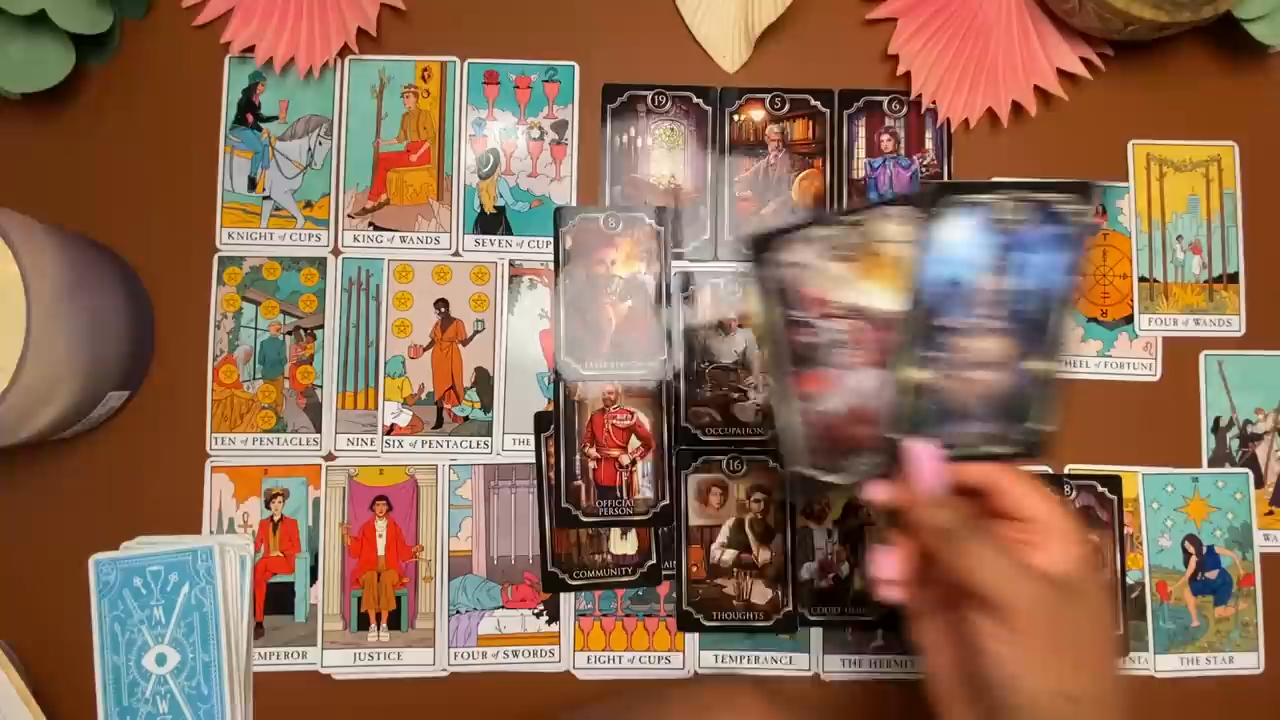 KNIGHT of CUPS
KING of WANDS
SEVEN of CUP
19
5
6
8
FOUR of WANDS
HEEL of FORTUNE
TEN of PENTACLES
NINE
SIX of PENTACLES
THE
OFFICIAL
PERSON
OCCUPATION
WA
16
COMMUNITY
THOUGHTS
EMPEROR
JUSTICE
FOUR of SWORDS
EIGHT of CUPS
TEMPERANCE
THE HERMIT
THE STAR
M
W